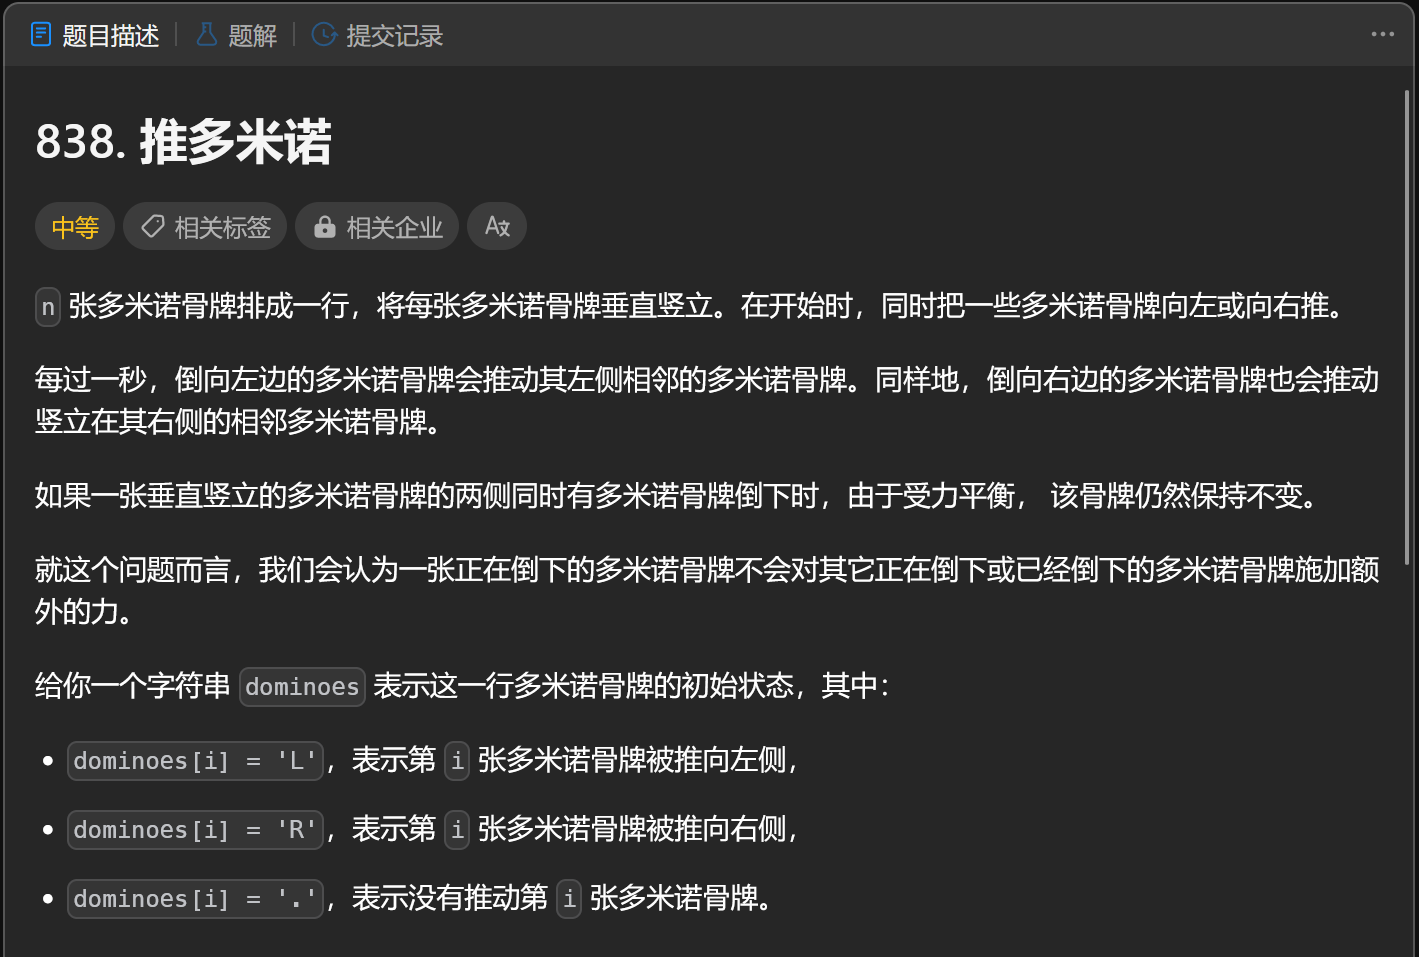 题目描述 | 题解 | 提交记录
838. 推多米诺
中等 相关标签 相关企业 A文
n 张多米诺骨牌排成一行，将每张多米诺骨牌垂直竖立。在开始时，同时把一些多米诺骨牌向左或向右推。
每过一秒，倒向左边的多米诺骨牌会推动其左侧相邻的多米诺骨牌。同样地，倒向右边的多米诺骨牌也会推动
竖立在其右侧的相邻多米诺骨牌。
如果一张垂直竖立的多米诺骨牌的两侧同时有多米诺骨牌倒下时，由于受力平衡， 该骨牌仍然保持不变。
就这个问题而言，我们会认为一张正在倒下的多米诺骨牌不会对其它正在倒下或已经倒下的多米诺骨牌施加额
外的力。
给你一个字符串 dominoes 表示这一行多米诺骨牌的初始状态，其中：
• dominoes[i] = 'L'，表示第 i 张多米诺骨牌被推向左侧，
• dominoes[i] = 'R'，表示第 i 张多米诺骨牌被推向右侧，
• dominoes[i] = '.'，表示没有推动第 i 张多米诺骨牌。